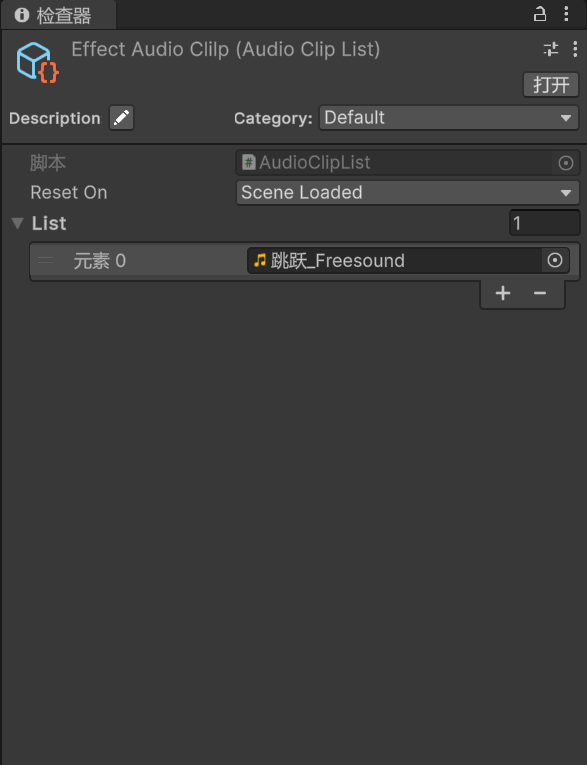 检查器
Effect Audio Clilp (Audio Clip List)
打开
Description Category: Default
脚本 AudioClipList
Reset On Scene Loaded
List 1
元素 0 跳跃_Freesound
+ −